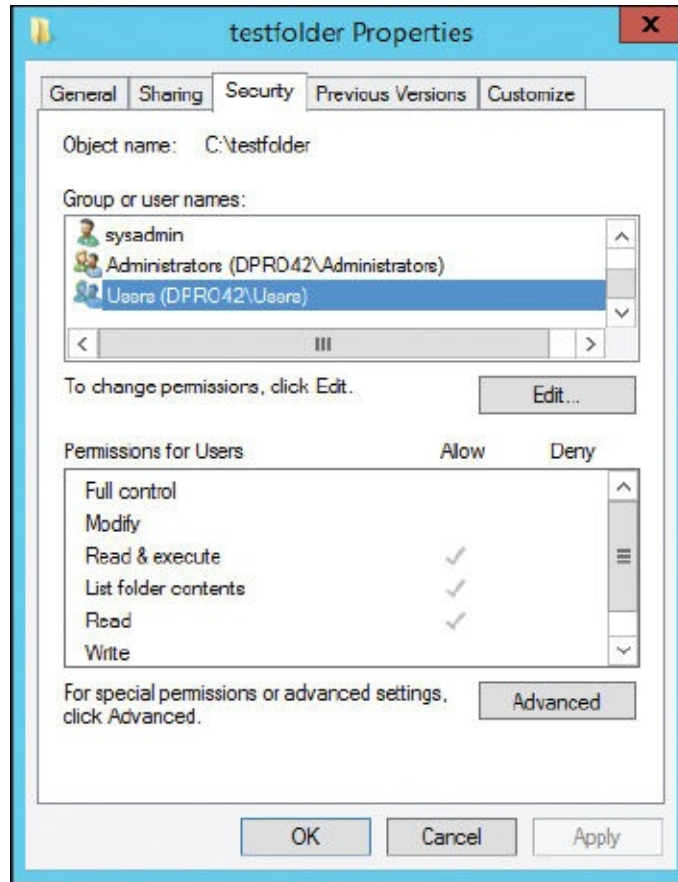 testfolder Properties
x
General Sharing Security Previous Versions Customize
Object name: C:\testfolder
Group or user names:
sysadmin
Administrators (DPRO42\Administrators)
Users (DPRO42\Users)
To change permissions, click Edit.
Edit...
Permissions for Users Allow Deny
Full control
Modify
Read & execute
List folder contents
Read
Write
For special permissions or advanced settings,
click Advanced.
Advanced
OK Cancel Apply